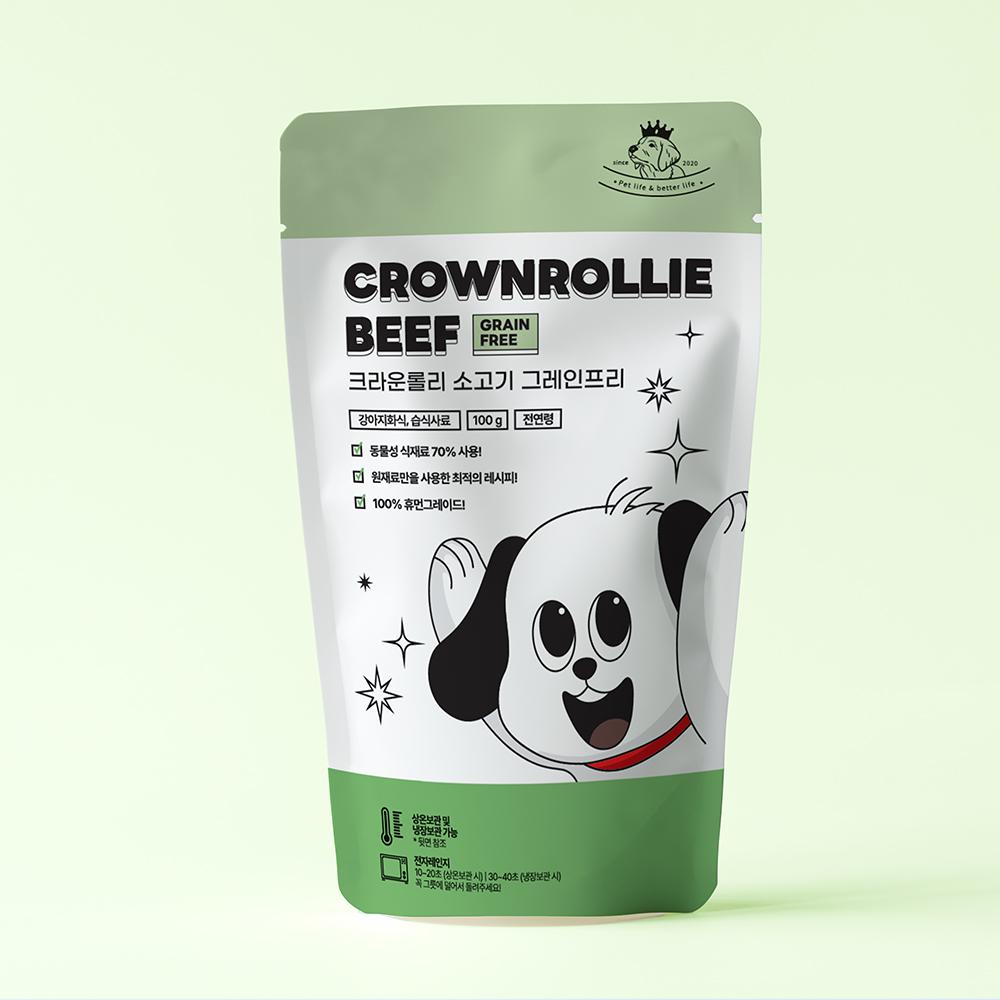 since 2020
• Pet life & better life •
CROWNROLLIE
BEEF GRAIN FREE
크라운롤리 소고기 그레인프리
강아지화식, 습식사료 100 g 전연령
동물성 식재료 70% 사용!
원재료만을 사용한 최적의 레시피!
100% 휴먼그레이드!
상온보관 및
냉장보관 가능
* 뒷면 참조
전자레인지
10~20초 (상온보관 시) | 30~40초 (냉장보관 시)
꼭 그릇에 덜어서 돌려주세요!